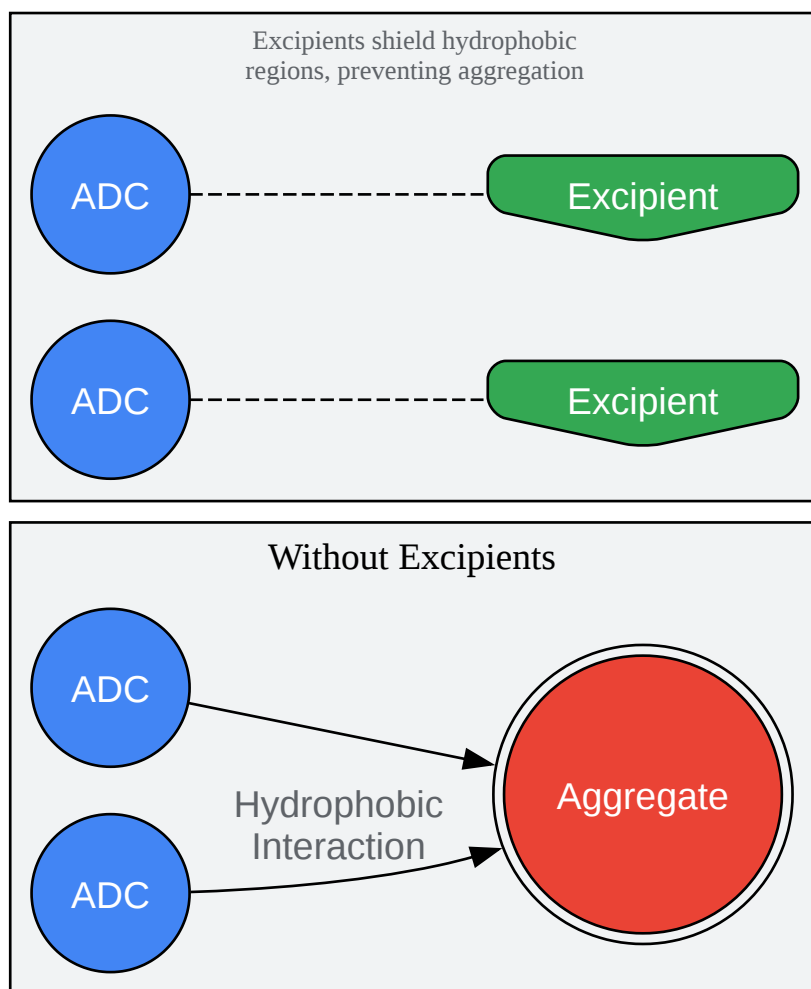 Excipients shield hydrophobic
regions, preventing aggregation
ADC
Excipient
ADC
Excipient
Without Excipients
ADC
Aggregate
Hydrophobic
Interaction
ADC